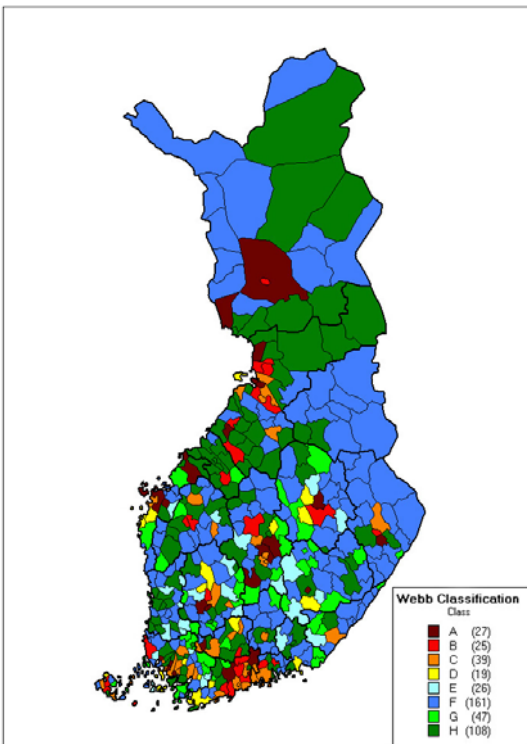 Webb Classification
Class
A (27)
B (25)
C (39)
D (19)
E (26)
F (161)
G (47)
H (108)